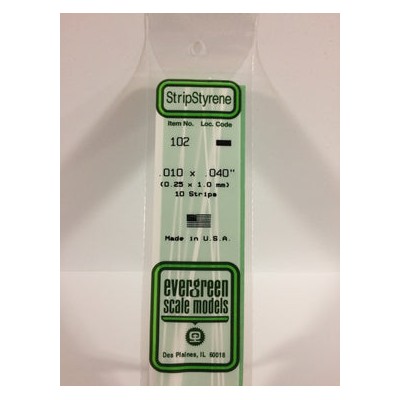 StripStyrene
Item No. Loc. Code
102
.010 x .040"
(0.25 x 1.0 mm)
10 Strips
Made in U.S.A.
evergreen
scale models
Des Plaines, IL 60018